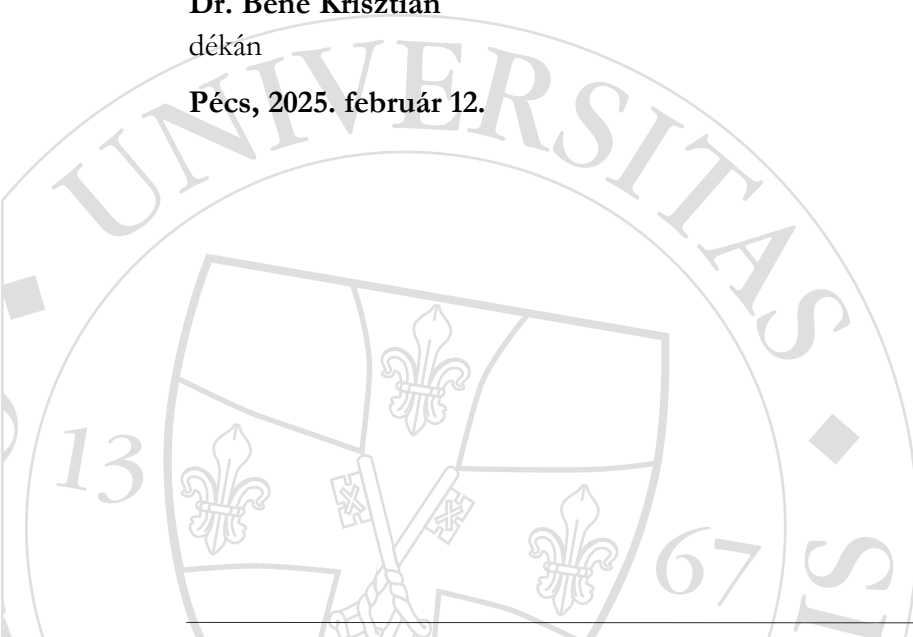 Dr. Bene Krisztián
dékán
Pécs, 2025. február 12.
UNIVERSITAS
13
67